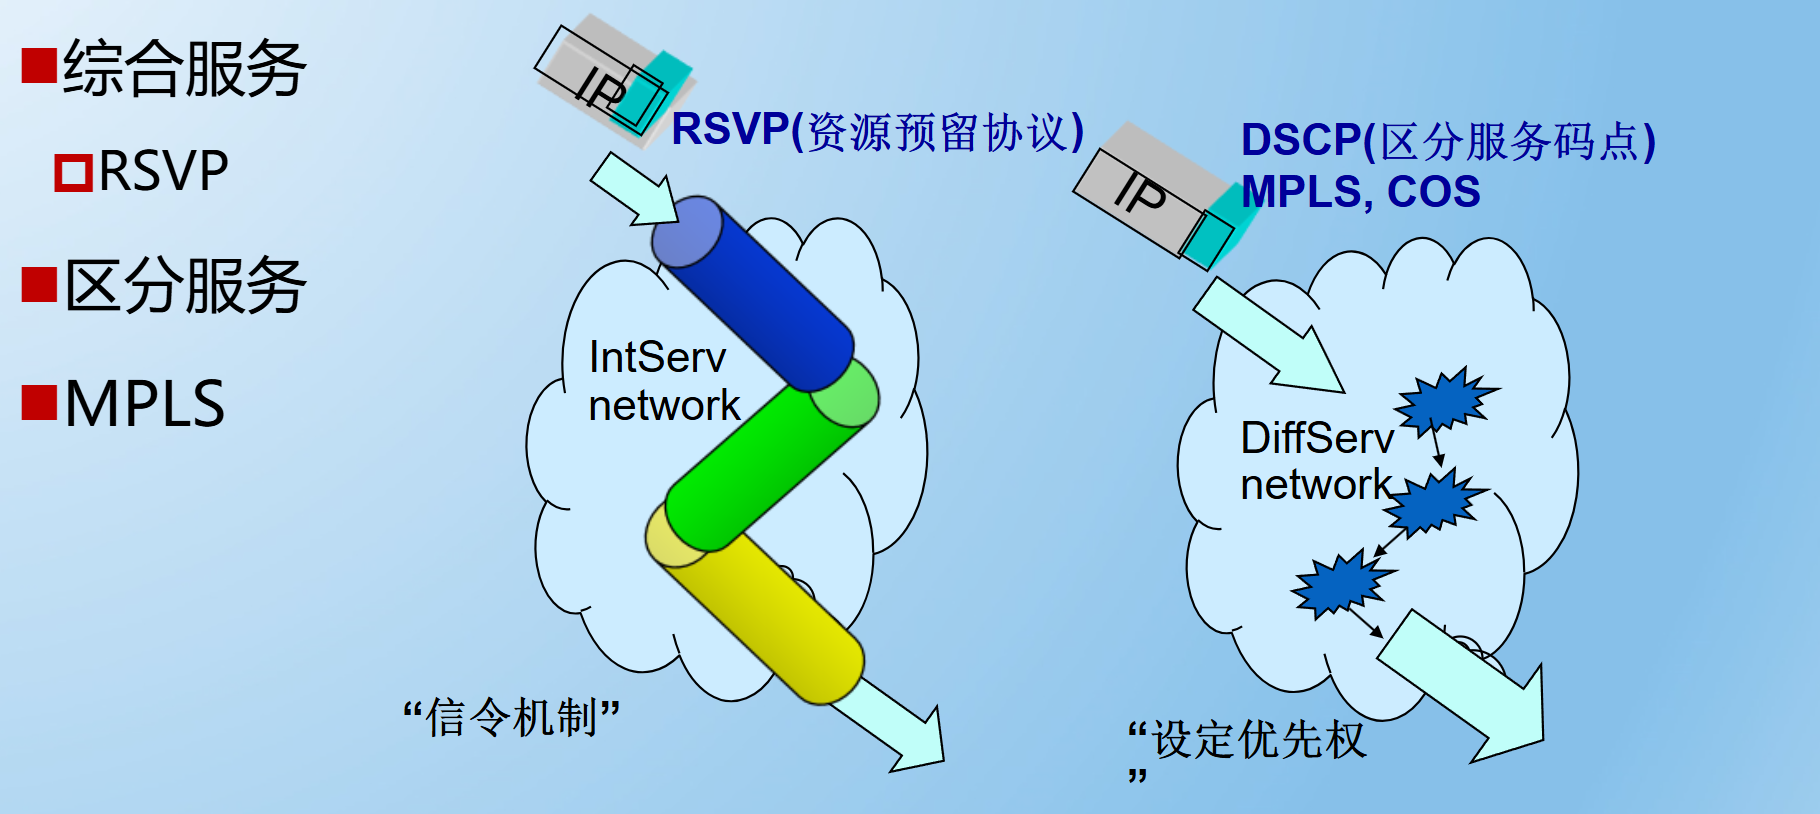 综合服务
RSVP
区分服务
MPLS
IP
RSVP(资源预留协议)
IntServ
network
“信令机制”
IP
DSCP(区分服务码点)
MPLS, COS
DiffServ
network
“设定优先权
”